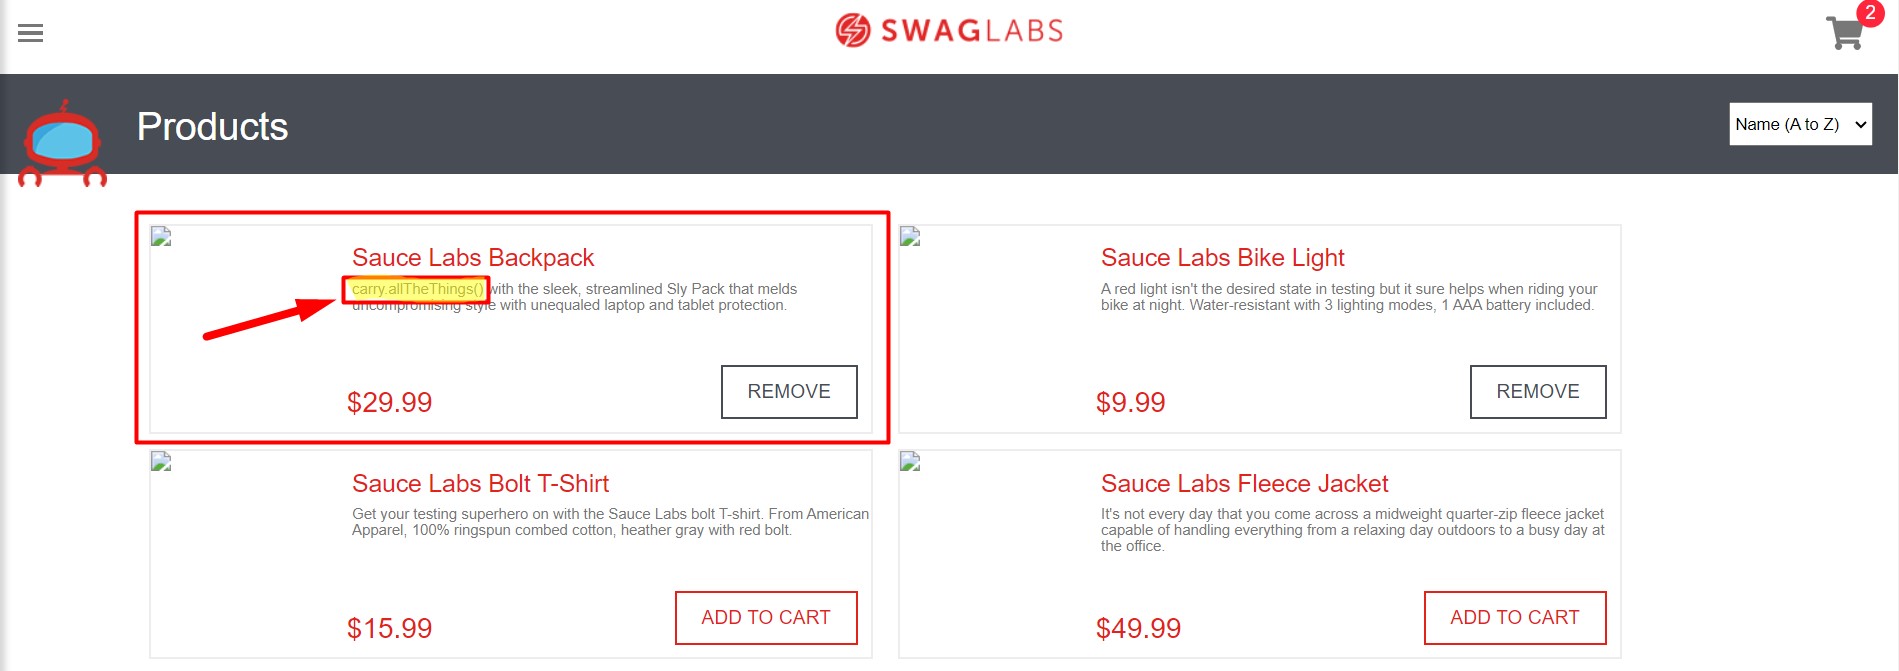 SWAGLABS
2
Products
Name (A to Z)
Sauce Labs Backpack
carry.allTheThings() with the sleek, streamlined Sly Pack that melds
uncompromising style with unequaled laptop and tablet protection.
$29.99
REMOVE
Sauce Labs Bike Light
A red light isn't the desired state in testing but it sure helps when riding your
bike at night. Water-resistant with 3 lighting modes, 1 AAA battery included.
$9.99
REMOVE
Sauce Labs Bolt T-Shirt
Get your testing superhero on with the Sauce Labs bolt T-shirt. From American
Apparel, 100% ringspun combed cotton, heather gray with red bolt.
$15.99
ADD TO CART
Sauce Labs Fleece Jacket
It's not every day that you come across a midweight quarter-zip fleece jacket
capable of handling everything from a relaxing day outdoors to a busy day at
the office.
$49.99
ADD TO CART